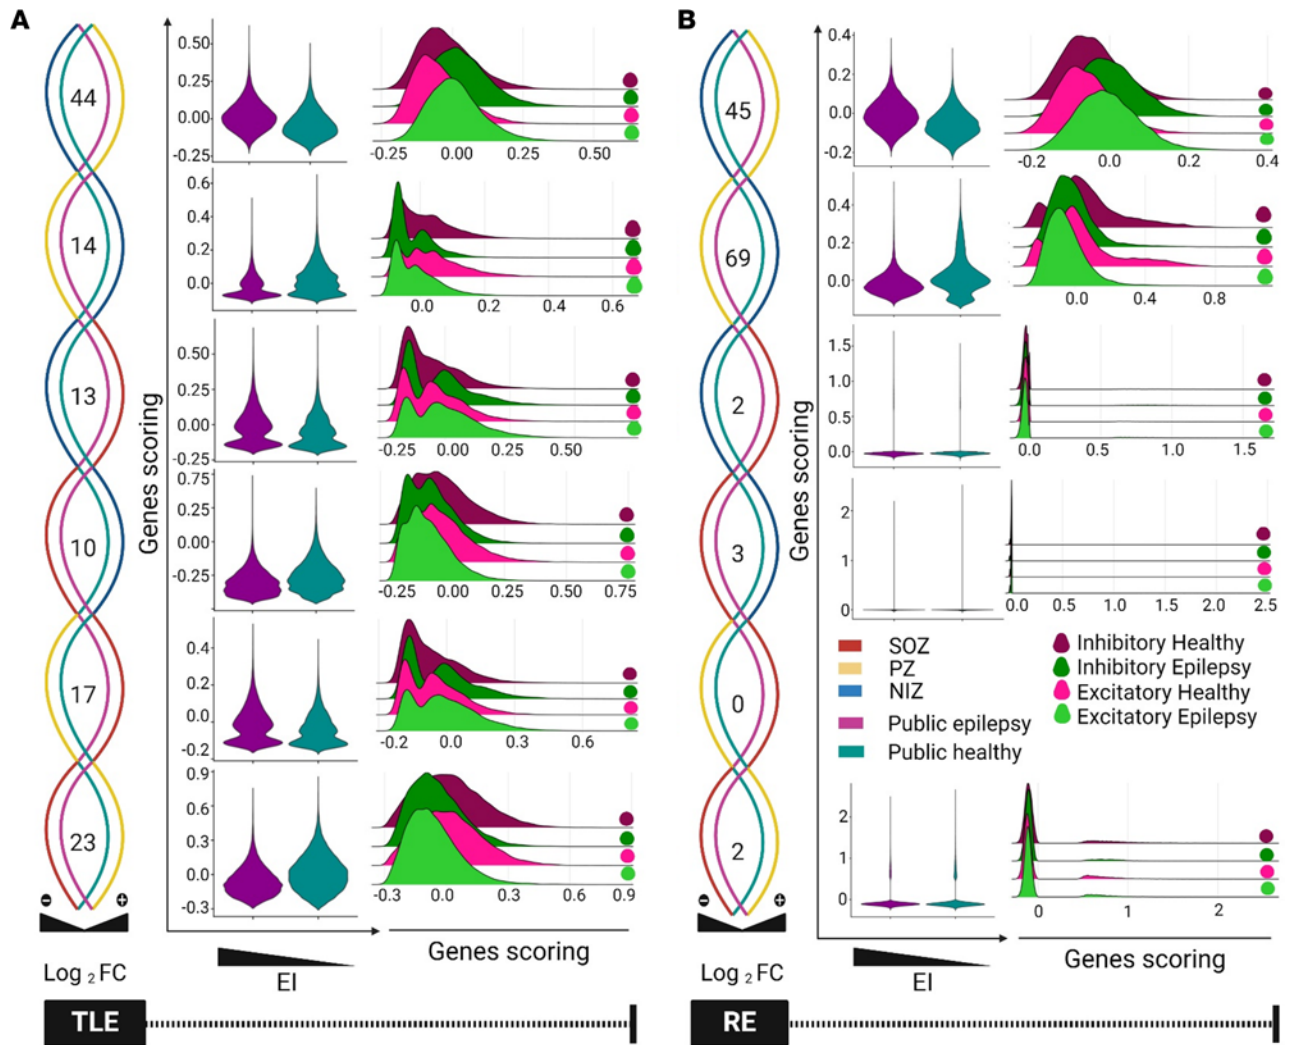 A
44
0.50
0.25
0.00
-0.25
-0.25 0.00 0.25 0.50
14
0.6
0.4
0.2
0.0
0.0 0.2 0.4 0.6
13
0.50
0.25
0.00
-0.25
-0.25 0.00 0.25 0.50
10
0.75
0.00
-0.25
-0.25 0.00 0.25 0.50 0.75
17
0.4
0.2
0.0
-0.2
-0.2 0.0 0.3 0.6
23
0.9
0.6
0.3
0.0
-0.3
-0.3 0.0 0.3 0.6 0.9
Genes scoring
Genes scoring
Log 2 FC
EI
TLE
B
45
0.4
0.2
0.0
-0.2
-0.2 0.0 0.2 0.4
69
0.4
0.2
0.0
0.0 0.4 0.8
2
1.5
1.0
0.5
0.0
0.0 0.5 1.0 1.5
3
2
1
0
0.0 0.5 1.0 1.5 2.0 2.5
0
SOZ
PZ
NIZ
Public epilepsy
Public healthy
Inhibitory Healthy
Inhibitory Epilepsy
Excitatory Healthy
Excitatory Epilepsy
2
2
1
0
0 1 2
Genes scoring
Genes scoring
Log 2 FC
EI
RE